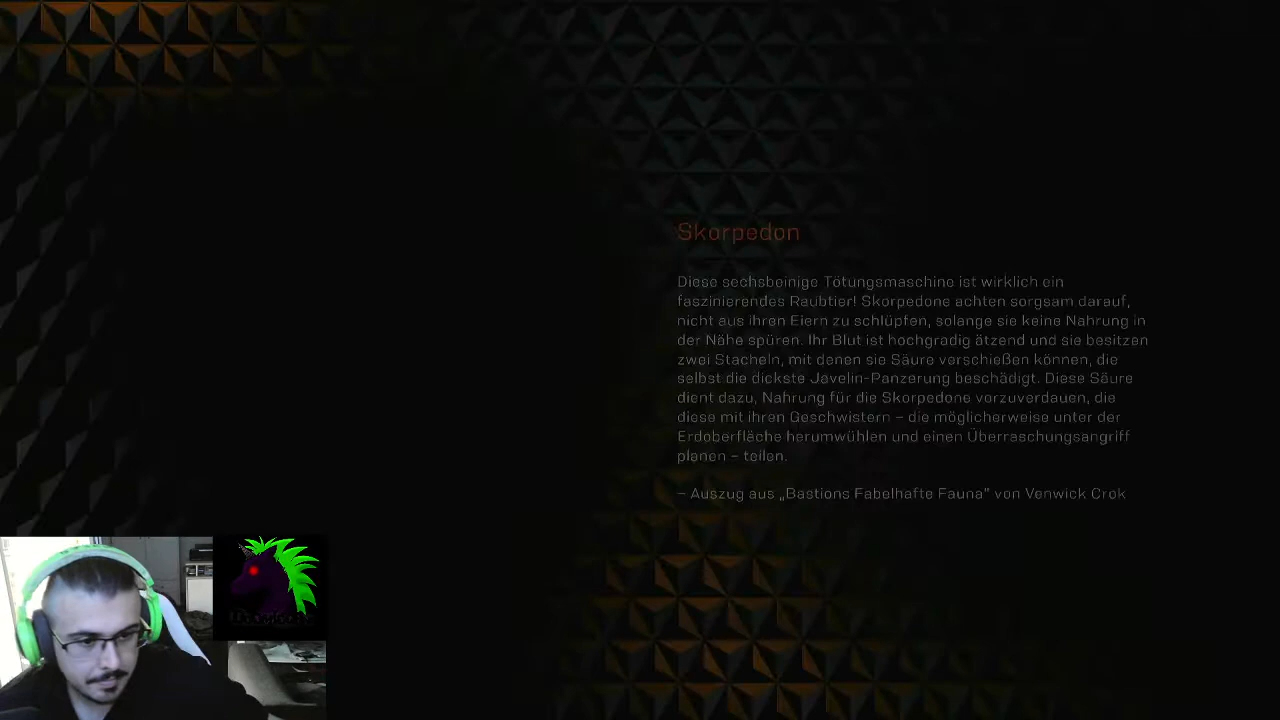 Skorpedon
Diese sechsbeinige Tötungsmaschine ist wirklich ein
faszinierendes Raubtier! Skorpedone achten sorgsam darauf,
nicht aus ihren Eiern zu schlüpfen, solange sie keine Nahrung in
der Nähe spüren. Ihr Blut ist hochgradig ätzend und sie besitzen
zwei Stacheln, mit denen sie Säure verschießen können, die
selbst die dickste Javelin-Panzerung beschädigt. Diese Säure
dient dazu, Nahrung für die Skorpedone vorzuverdauen, die
diese mit ihren Geschwistern – die möglicherweise unter der
Erdoberfläche herumwühlen und einen Überraschungsangriff
planen – teilen.
– Auszug aus „Bastions Fabelhafte Fauna" von Venwick Crok